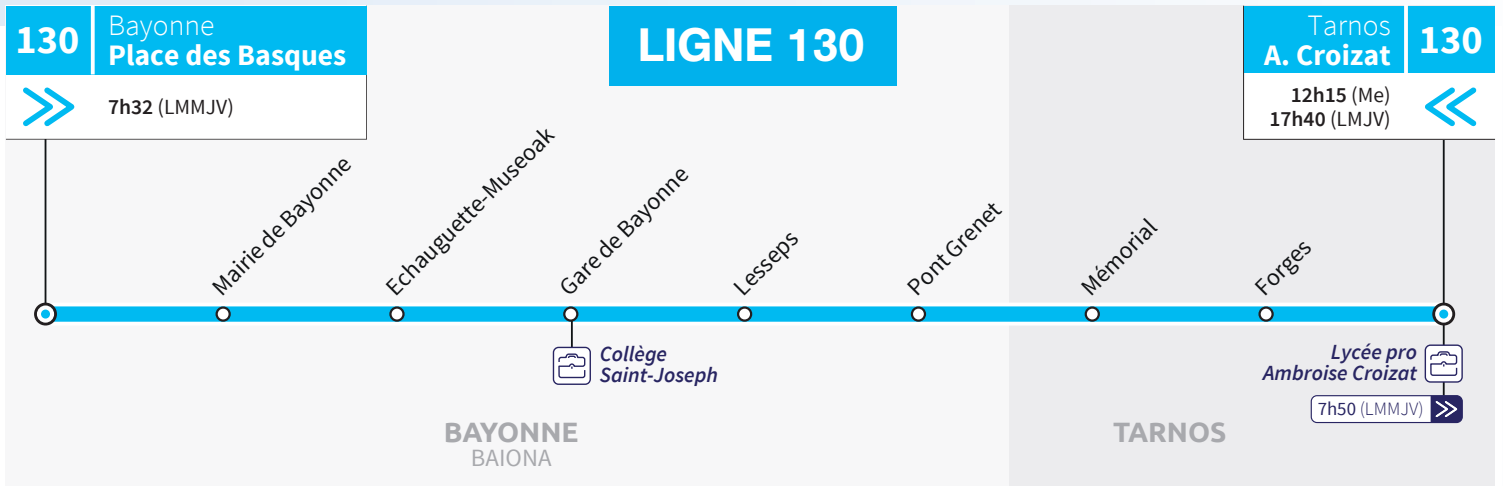 130
Bayonne
Place des Basques
7h32 (LMMJV)
LIGNE 130
Tarnos
A. Croizat
130
12h15 (Me)
17h40 (LMJV)
Mairie de Bayonne
Echauguette-Museoak
Gare de Bayonne
Lesseps
Pont Grenet
Mémorial
Forges
Collège
Saint-Joseph
Lycée pro
Ambroise Croizat
7h50 (LMMJV)
BAYONNE
BAIONA
TARNOS